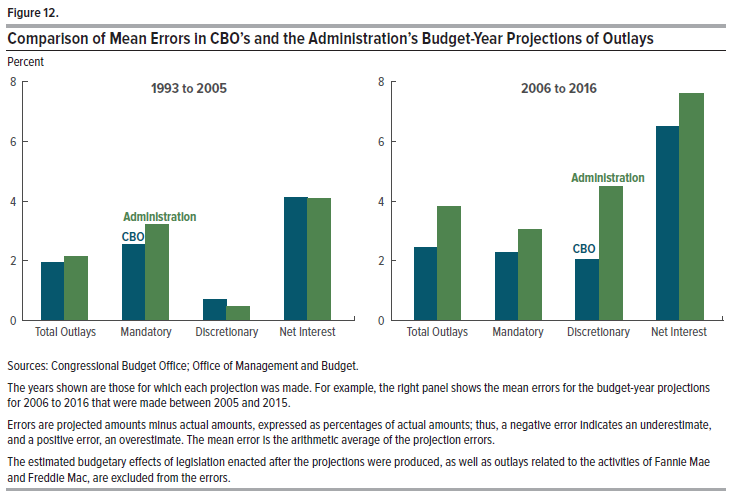 Figure 12.
Comparison of Mean Errors in CBO's and the Administration's Budget-Year Projections of Outlays
Percent
1993 to 2005
2006 to 2016
8
6
4
2
0
Administration
CBO
Total Outlays Mandatory Discretionary Net Interest
8
6
4
2
0
Administration
CBO
Total Outlays Mandatory Discretionary Net Interest
Sources: Congressional Budget Office; Office of Management and Budget.
The years shown are those for which each projection was made. For example, the right panel shows the mean errors for the budget-year projections
for 2006 to 2016 that were made between 2005 and 2015.
Errors are projected amounts minus actual amounts, expressed as percentages of actual amounts; thus, a negative error indicates an underestimate,
and a positive error, an overestimate. The mean error is the arithmetic average of the projection errors.
The estimated budgetary effects of legislation enacted after the projections were produced, as well as outlays related to the activities of Fannie Mae
and Freddie Mac, are excluded from the errors.